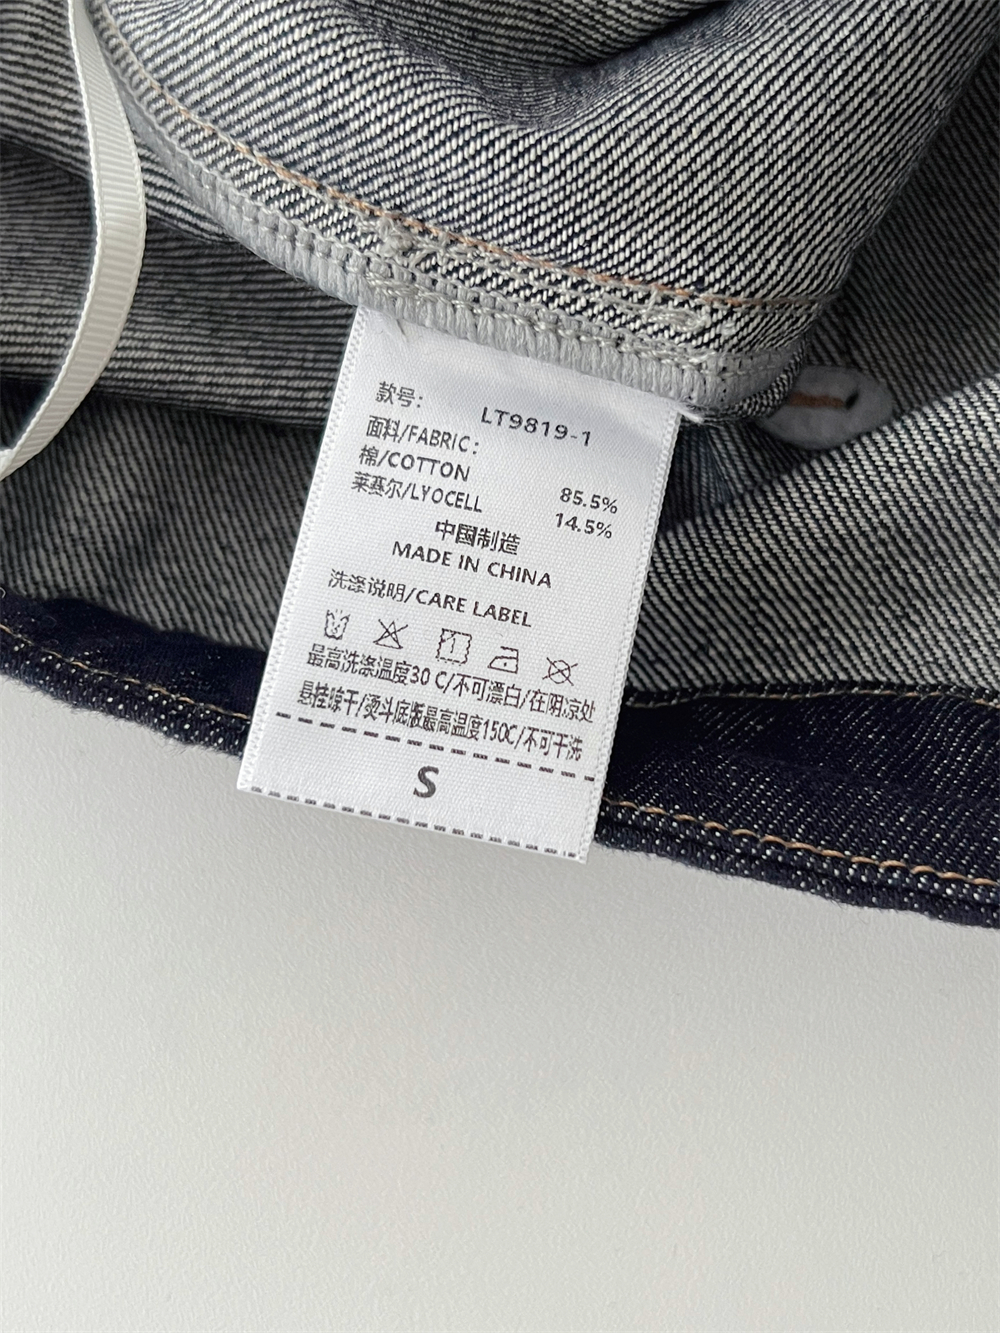 款号： LT9819-1
面料/FABRIC：
棉/COTTON 85.5%
莱赛尔/LYOCELL 14.5%
中国制造
MADE IN CHINA
洗涤说明/CARE LABEL
最高洗涤温度30 C/不可漂白/在阴凉处
悬挂晾干/熨斗底板最高温度150C/不可干洗
S